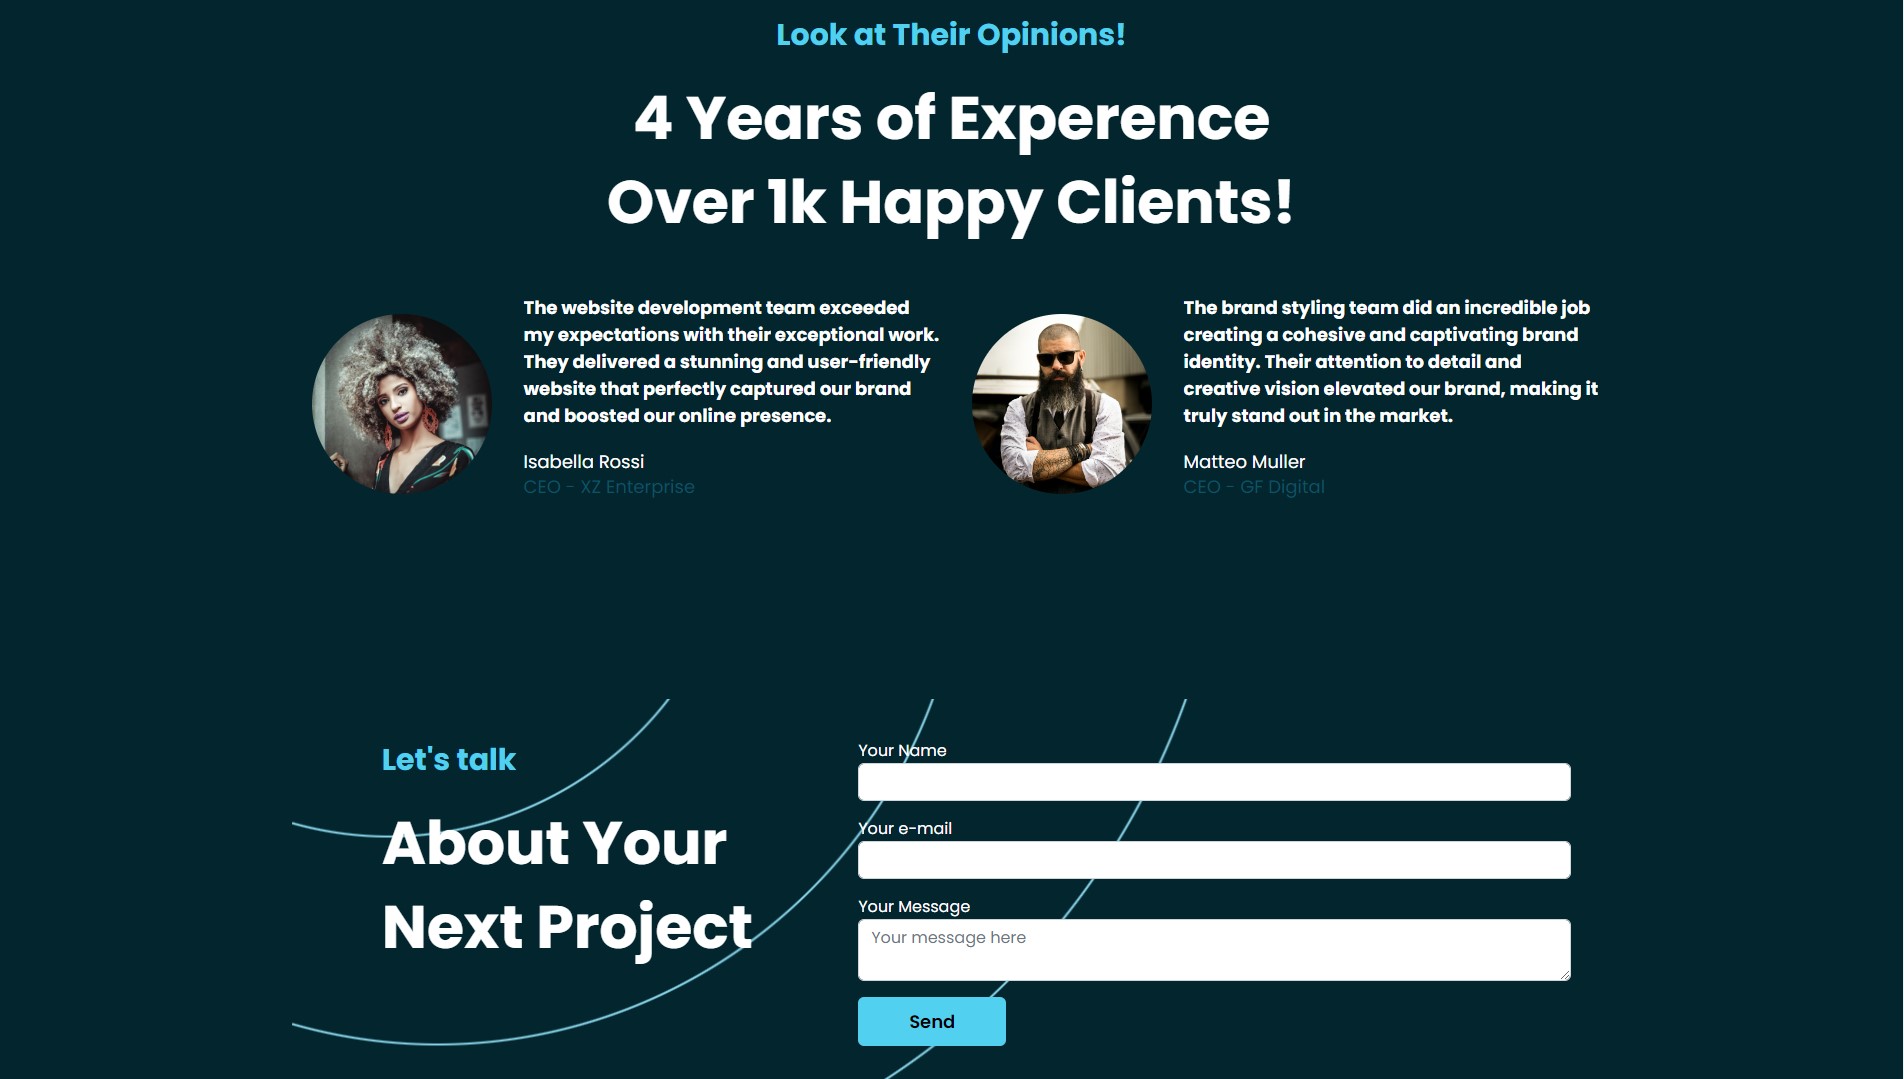 Look at Their Opinions!
4 Years of Experence
Over 1k Happy Clients!
The website development team exceeded
my expectations with their exceptional work.
They delivered a stunning and user-friendly
website that perfectly captured our brand
and boosted our online presence.
Isabella Rossi
CEO - XZ Enterprise
The brand styling team did an incredible job
creating a cohesive and captivating brand
identity. Their attention to detail and
creative vision elevated our brand, making it
truly stand out in the market.
Matteo Muller
CEO - GF Digital
Let's talk
About Your
Next Project
Your Name
Your e-mail
Your Message
Your message here
Send